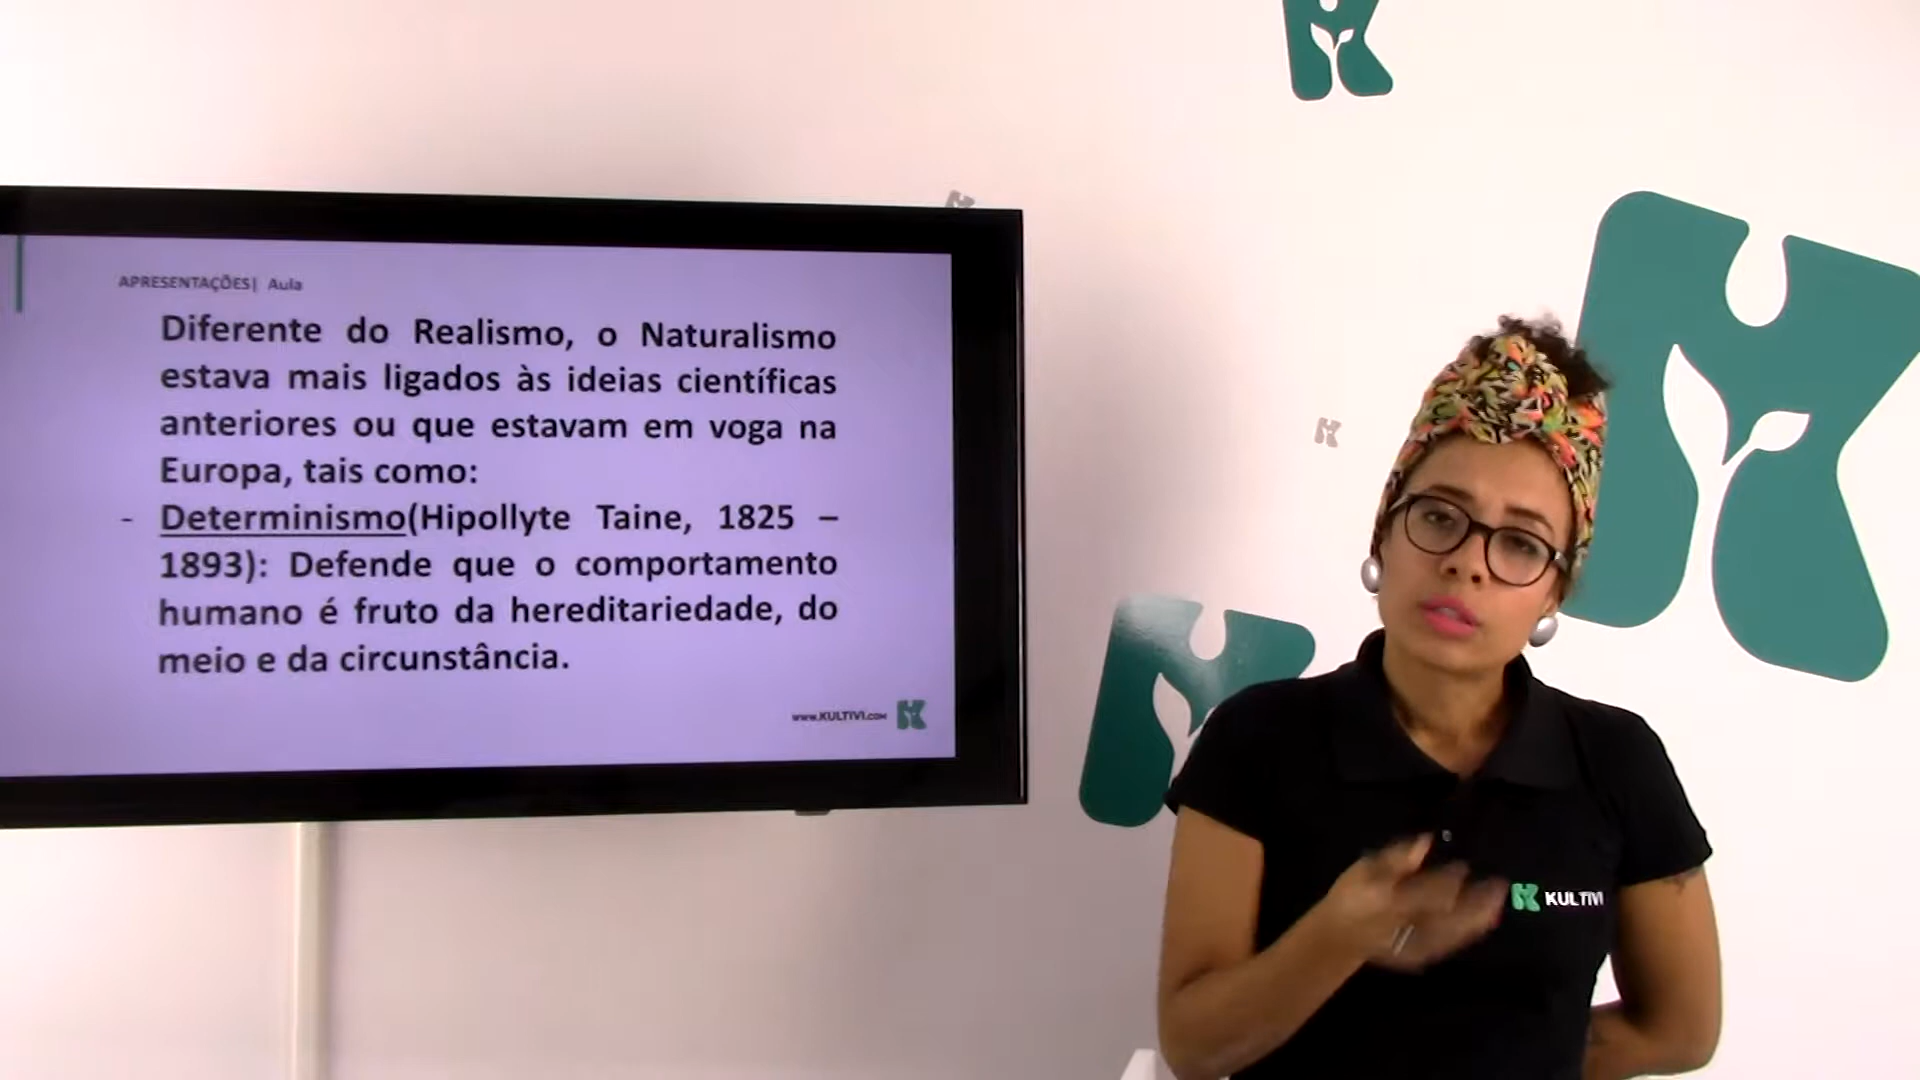 APRESENTAÇÕES| Aula
Diferente do Realismo, o Naturalismo
estava mais ligados às ideias científicas
anteriores ou que estavam em voga na
Europa, tais como:
- Determinismo(Hipollyte Taine, 1825 –
1893): Defende que o comportamento
humano é fruto da hereditariedade, do
meio e da circunstância.
www.KULTIVI.com
KULTIVI